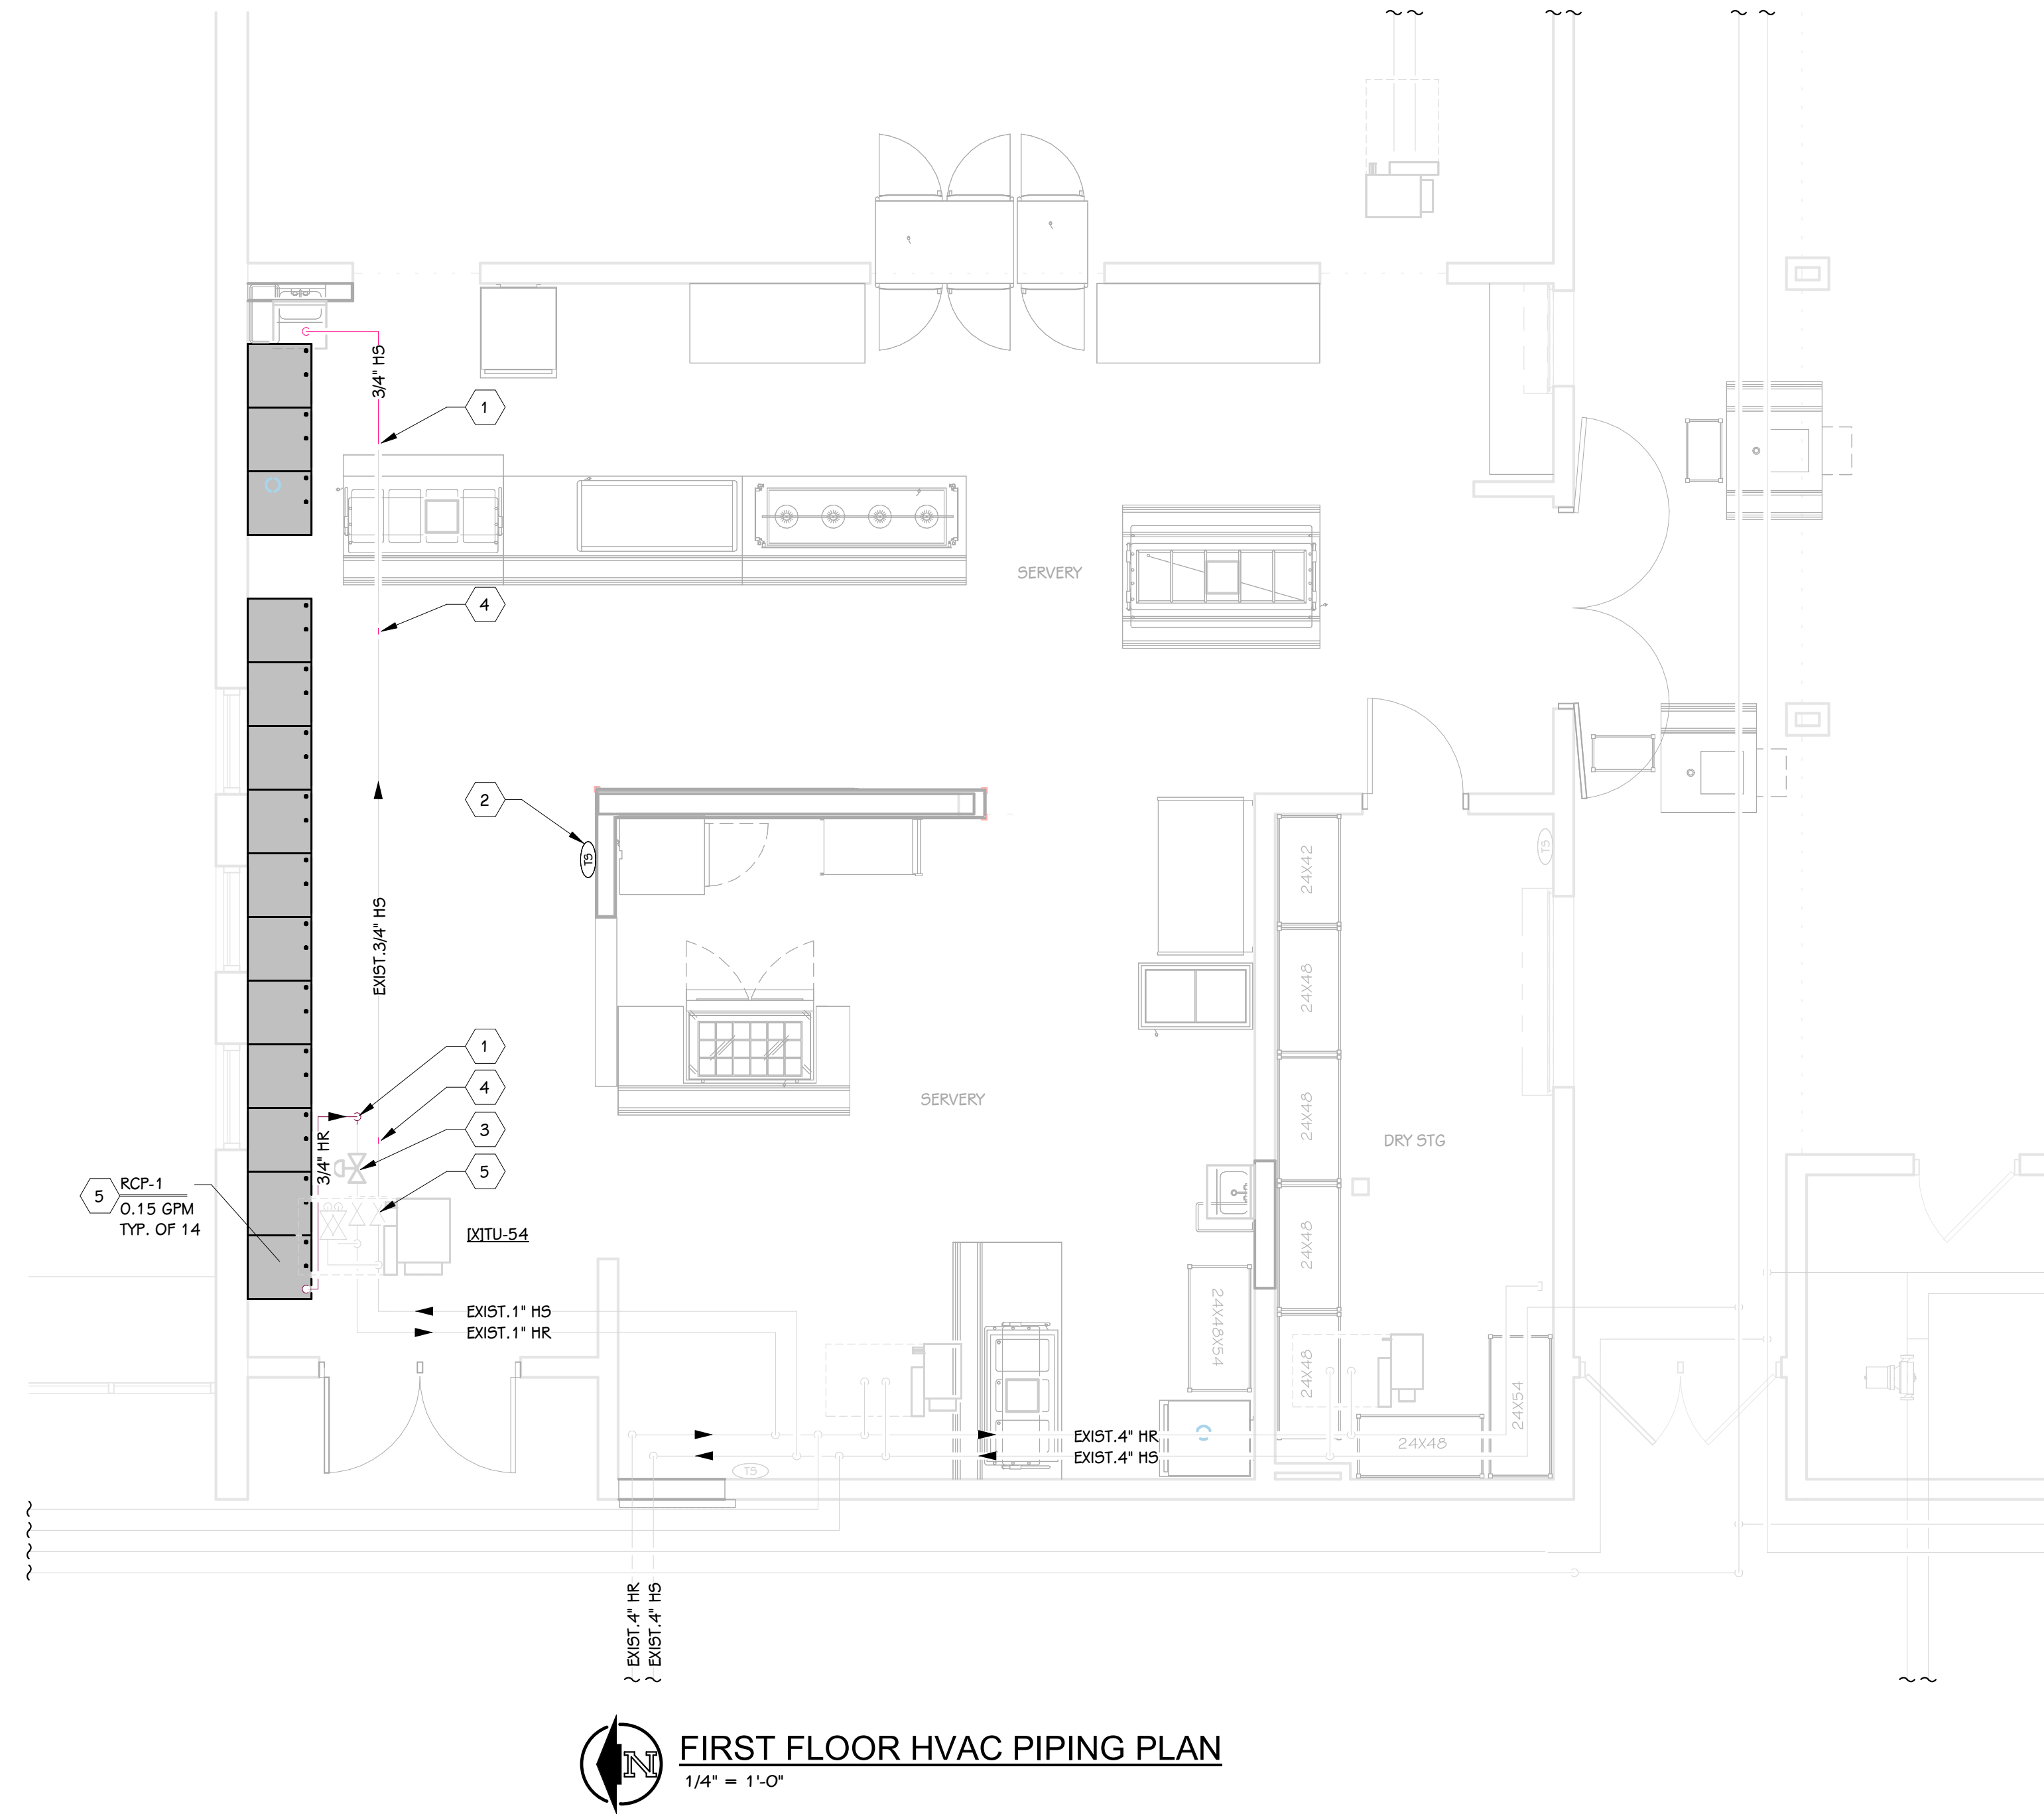 3/4" HS
1
4
SERVERY
2
TS
TS
24X42
EXIST.3/4" HS
24X48
1
4
3
5
SERVERY
24X48
DRY STG
3/4" HR
5
RCP-1
0.15 GPM
TYP. OF 14
[X]TU-54
24X48
EXIST.1" HS
EXIST.1" HR
24X48X54
24X48
24X54
EXIST.4" HR
24X48
EXIST.4" HS
TS
EXIST.4" HR
EXIST.4" HS
N
FIRST FLOOR HVAC PIPING PLAN
1/4" = 1'-0"